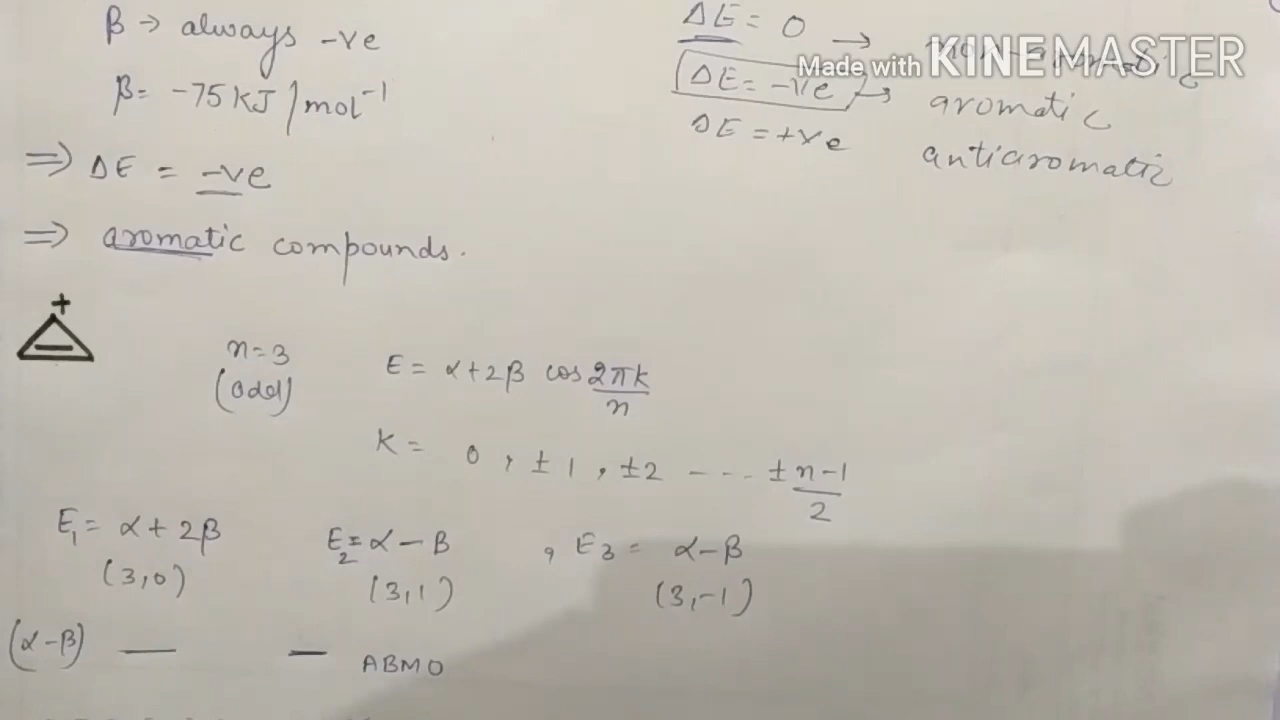 β → always -ve
β = -75 KJ/mol⁻¹
⇒ ΔE = -ve
⇒ aromatic compounds.
ΔE = 0 →
ΔE = -ve → aromatic
ΔE = +ve antiaromatic
Made with KINEMASTER
+
n=3
(odd)
E = α + 2β cos 2πk/n
K = 0, ±1, ±2 ---- ± n-1/2
E₁ = α + 2β E₂ = α - β , E₃ = α - β
(3,0) (3,1) (3,-1)
(α-β) — — ABMO